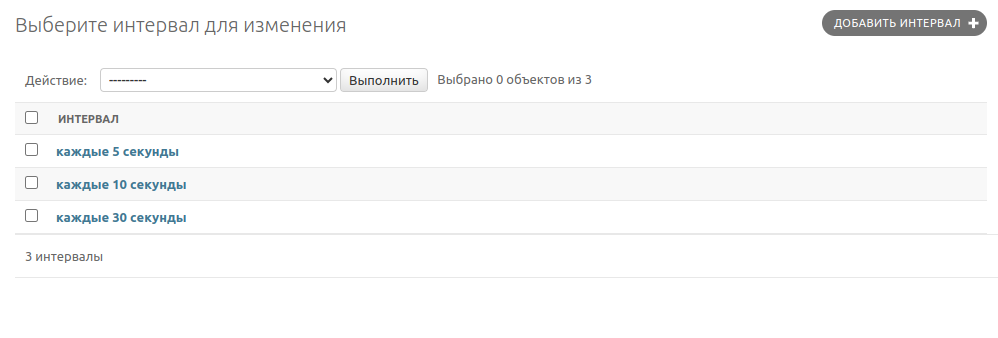 Выберите интервал для изменения
ДОБАВИТЬ ИНТЕРВАЛ +
Действие: --------- Выполнить Выбрано 0 объектов из 3
ИНТЕРВАЛ
каждые 5 секунды
каждые 10 секунды
каждые 30 секунды
3 интервалы